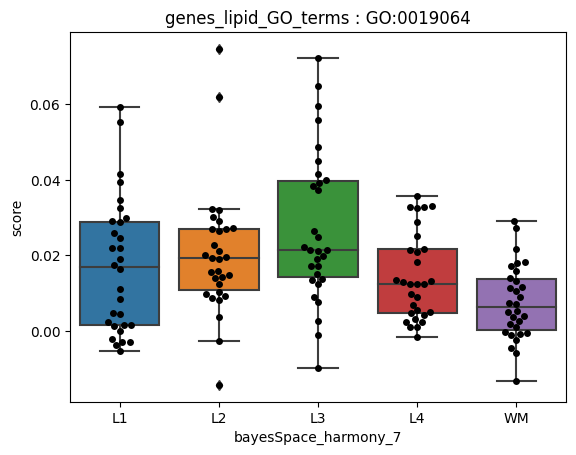 genes_lipid_GO_terms : GO:0019064
score
0.06
0.04
0.02
0.00
L1 L2 L3 L4 WM
bayesSpace_harmony_7